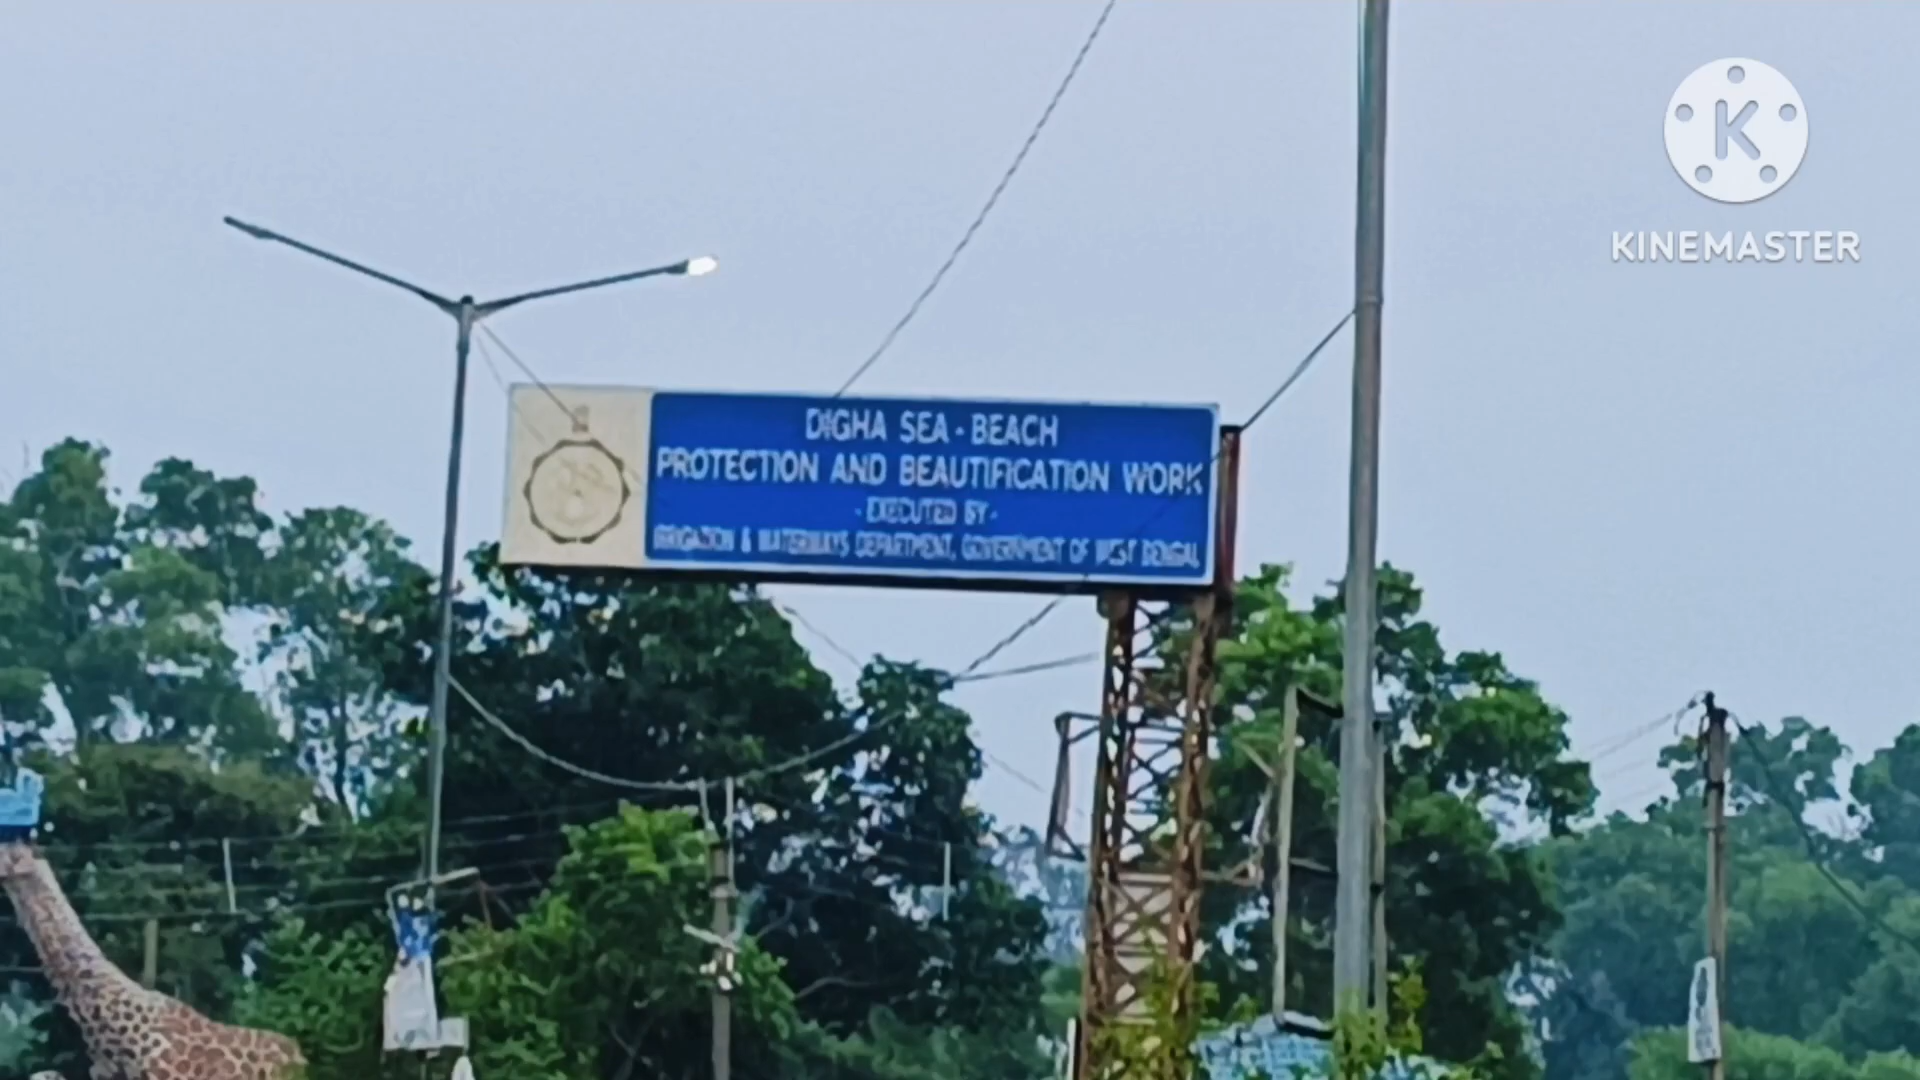 DIGHA SEA - BEACH
PROTECTION AND BEAUTIFICATION WORK
- EXECUTED BY -
IRRIGATION & WATERWAYS DEPARTMENT, GOVERNMENT OF WEST BENGAL
K
KINEMASTER